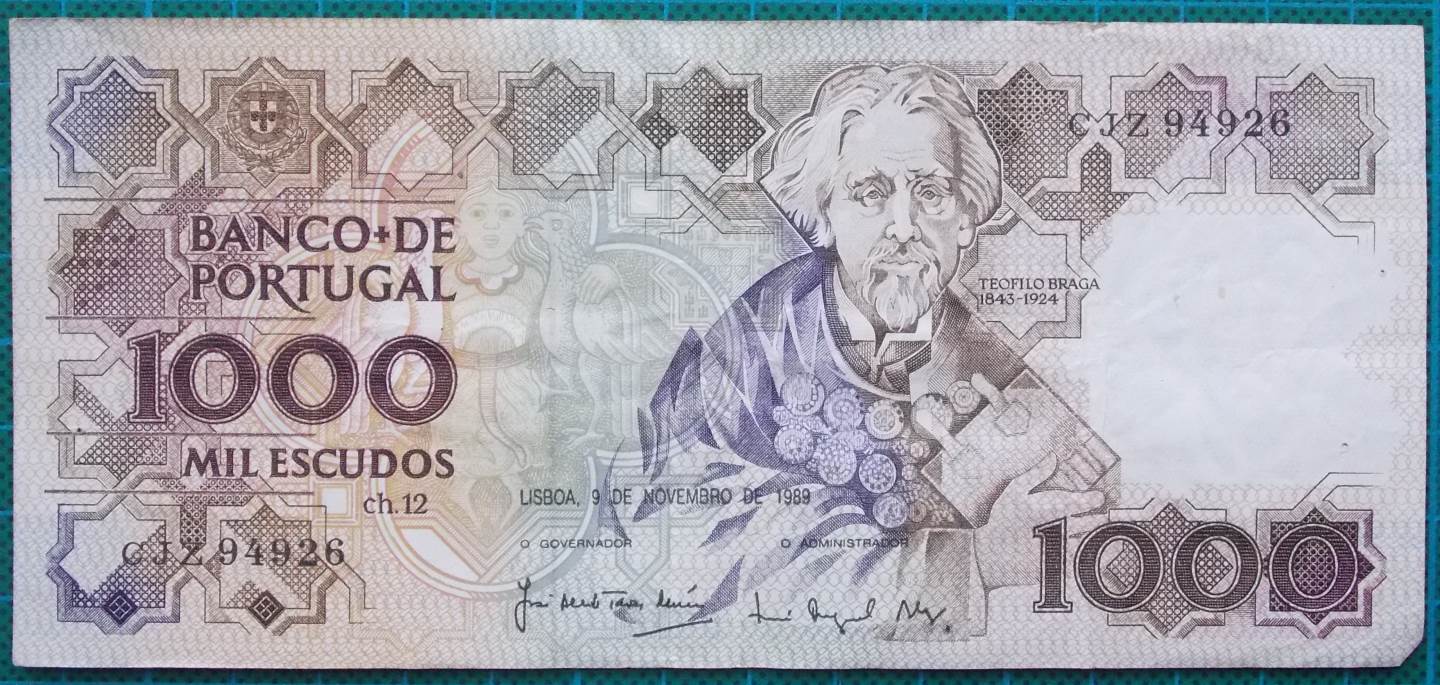 CJZ 94926
BANCO DE
PORTUGAL
TEOFILO BRAGA
1843-1924
1000
MIL ESCUDOS
ch. 12
LISBOA, 9 DE NOVEMBRO DE 1989
O GOVERNADOR
O ADMINISTRADOR
CJZ 94926
1000